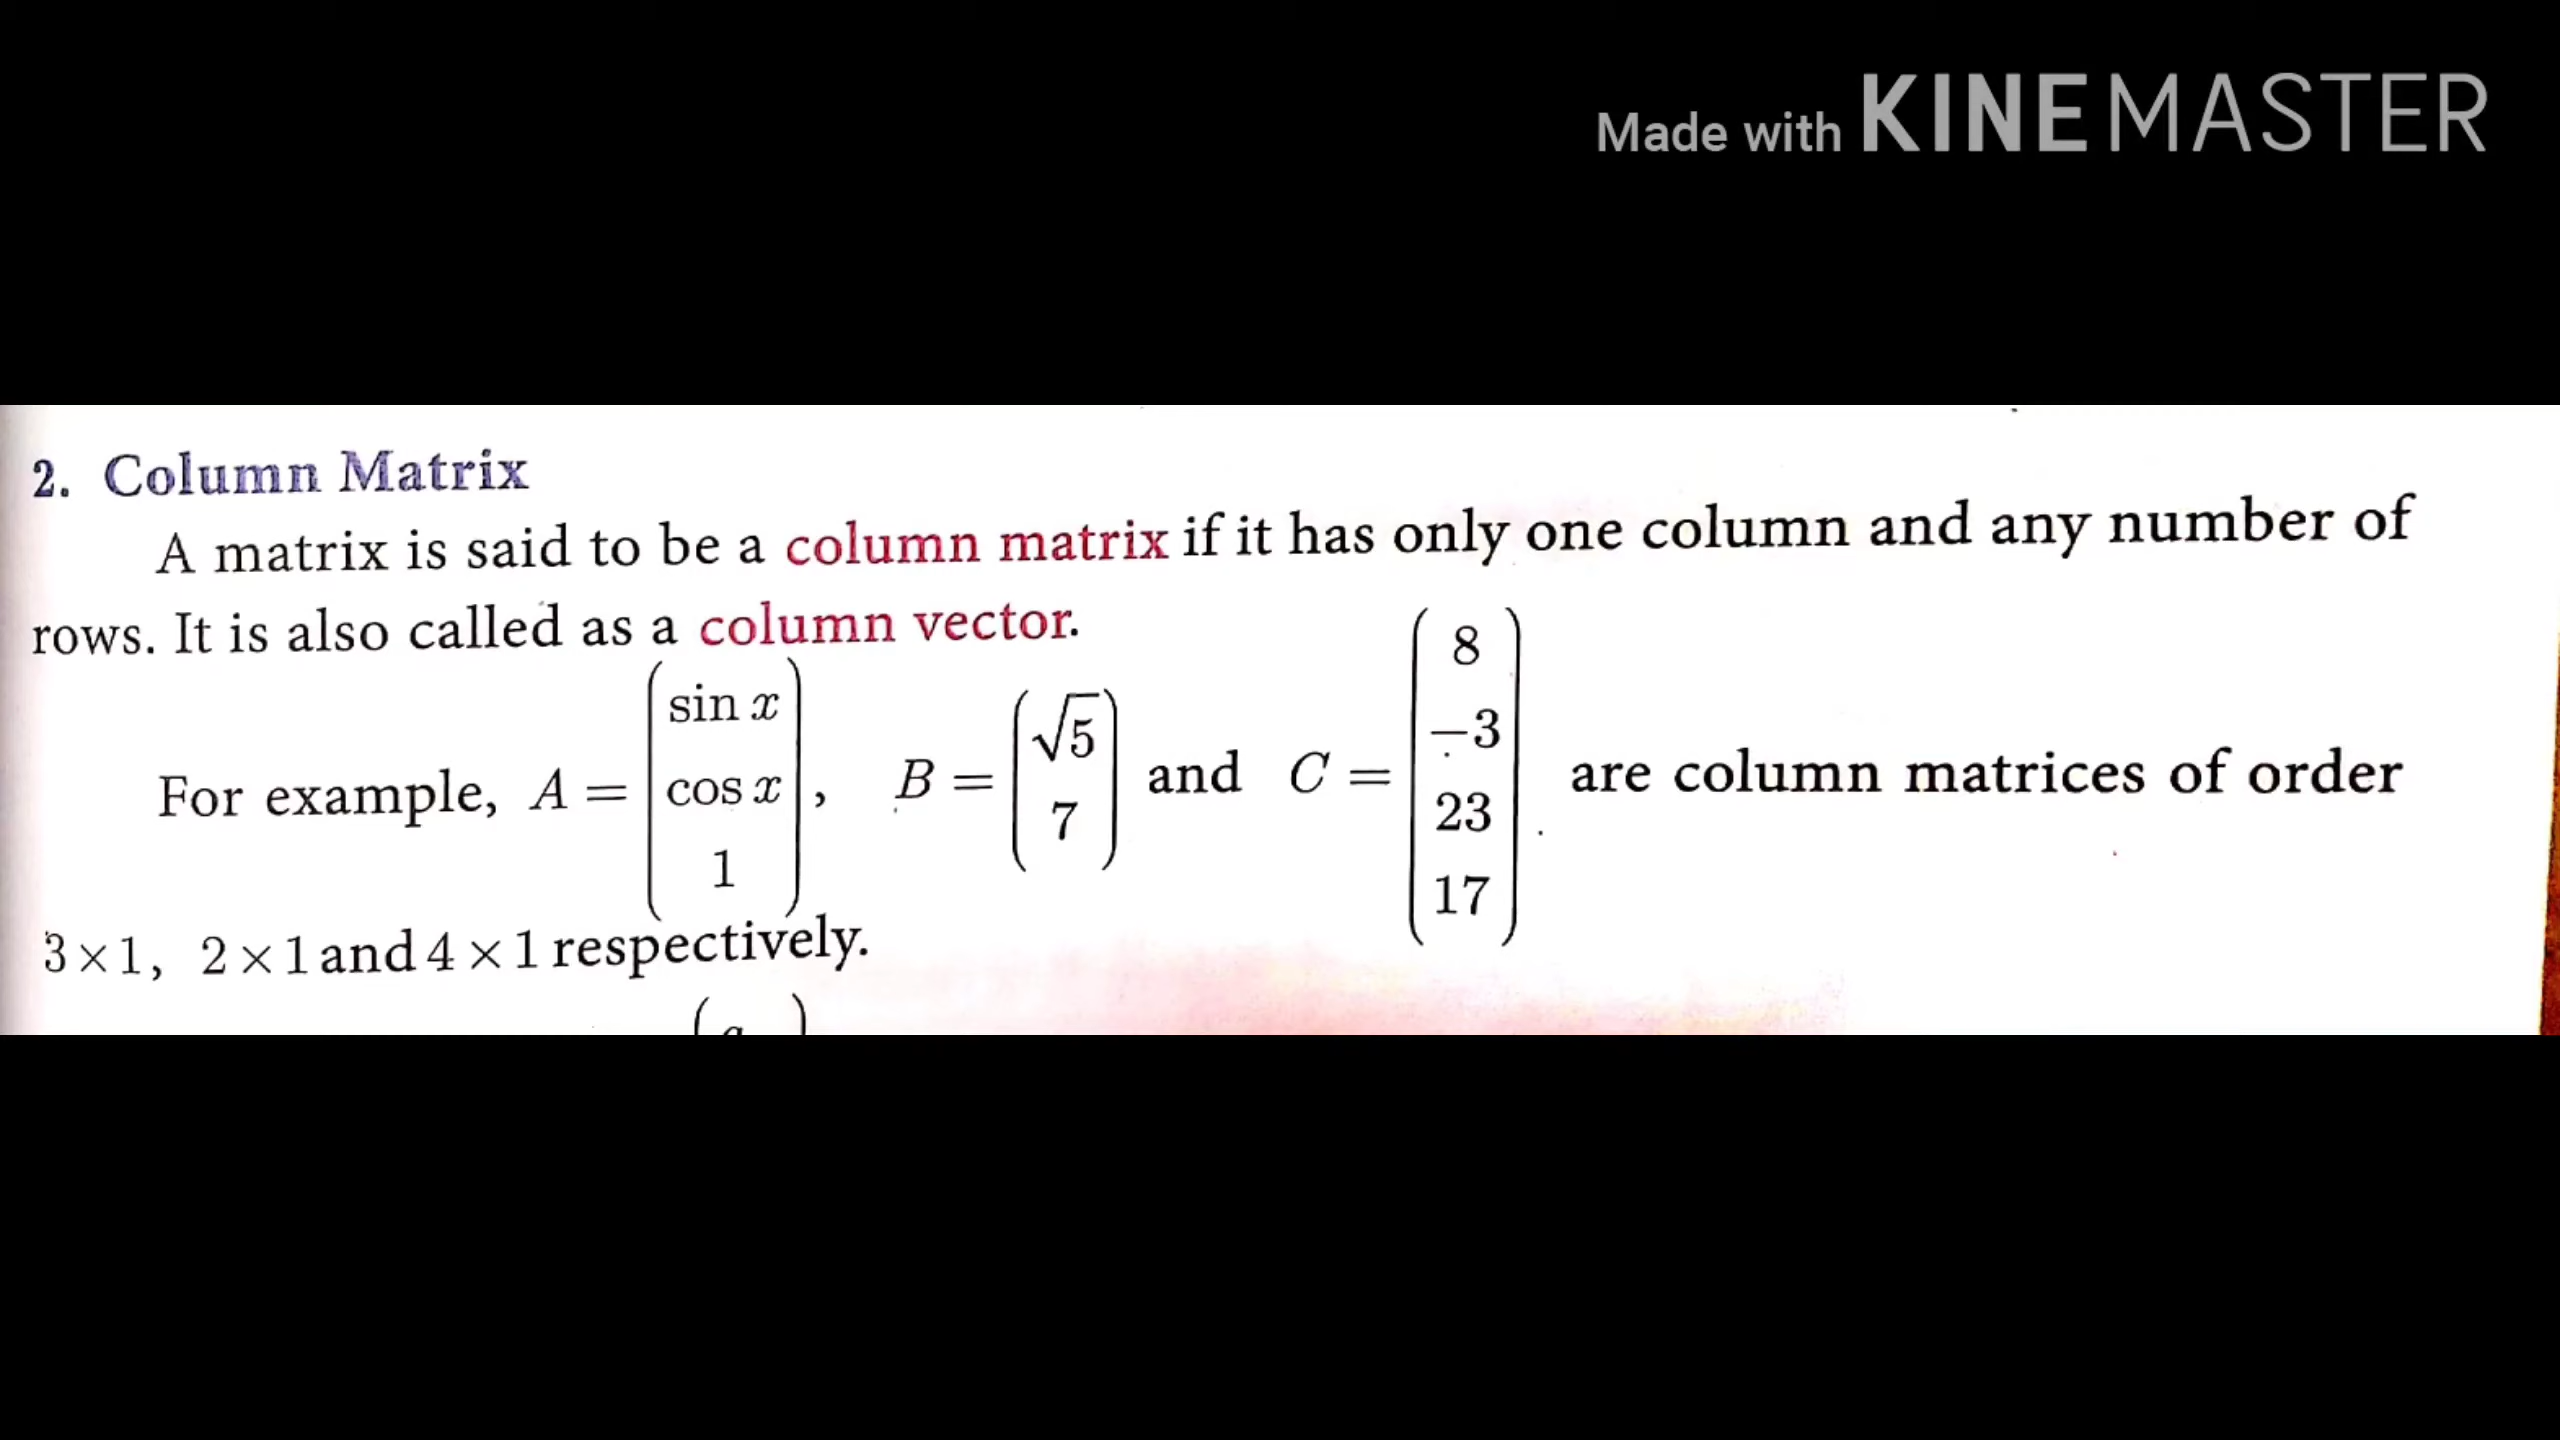 Made with KINEMASTER
2. Column Matrix
A matrix is said to be a column matrix if it has only one column and any number of
rows. It is also called as a column vector.
For example, A = (sin x cos x 1), B = (√5 7) and C = (8 −3 23 17) are column matrices of order
3×1, 2×1 and 4×1 respectively.